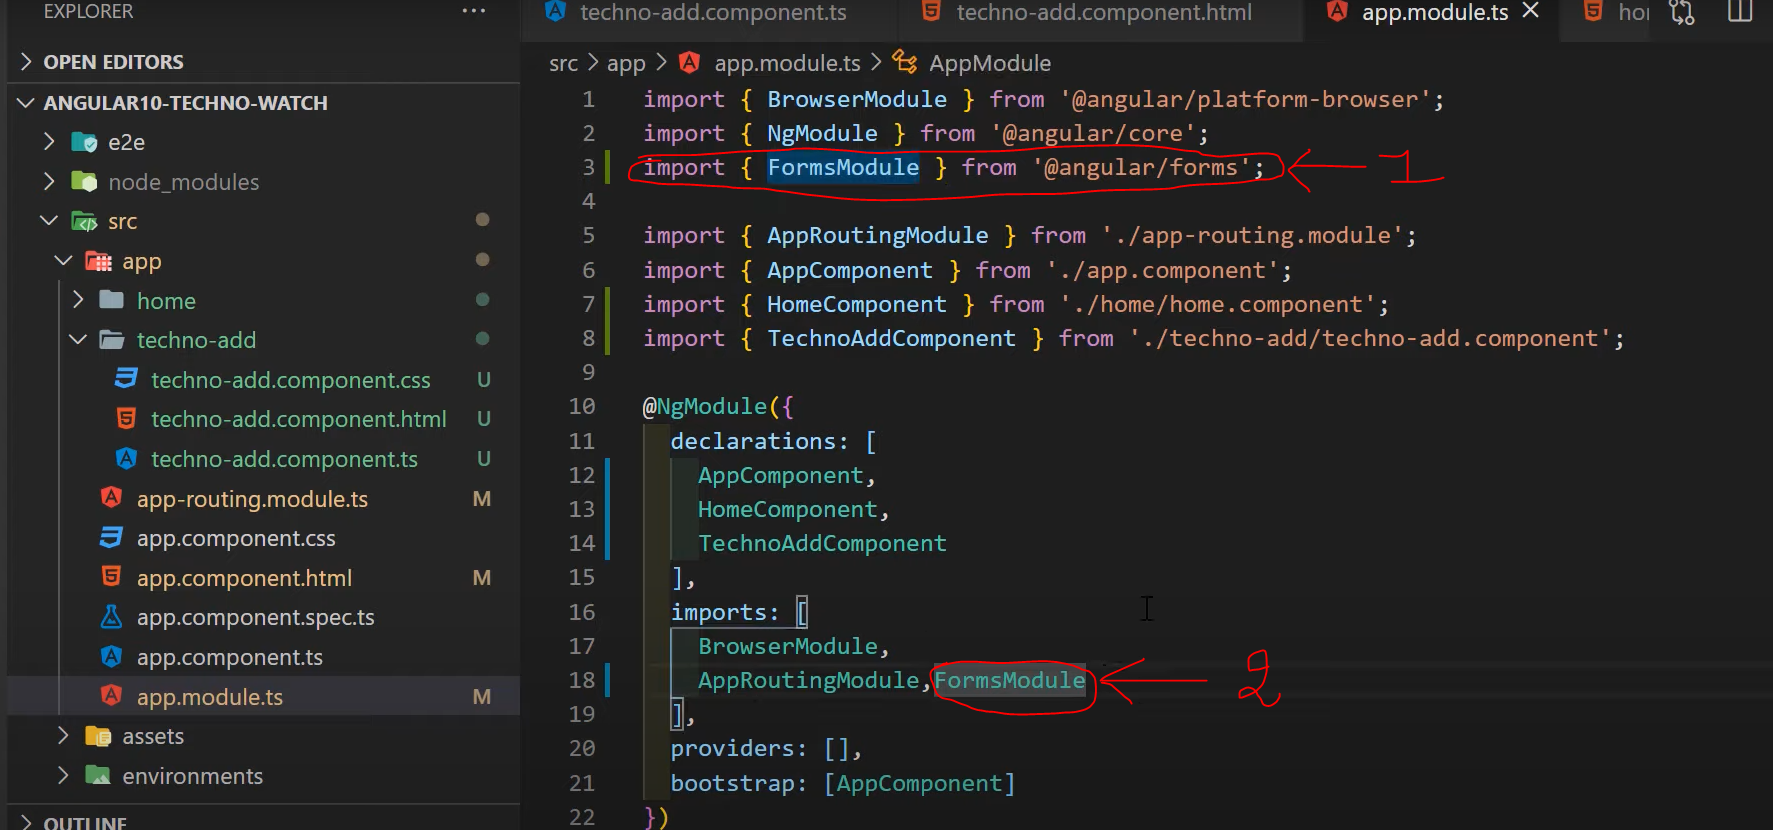 EXPLORER
OPEN EDITORS
ANGULAR10-TECHNO-WATCH
e2e
node_modules
src
app
home
techno-add
techno-add.component.css U
techno-add.component.html U
techno-add.component.ts U
app-routing.module.ts M
app.component.css
app.component.html M
app.component.spec.ts
app.component.ts
app.module.ts M
assets
environments
OUTLINE
techno-add.component.ts techno-add.component.html app.module.ts
src > app > app.module.ts > AppModule
1 import { BrowserModule } from '@angular/platform-browser';
2 import { NgModule } from '@angular/core';
3 import { FormsModule } from '@angular/forms'; 1
4
5 import { AppRoutingModule } from './app-routing.module';
6 import { AppComponent } from './app.component';
7 import { HomeComponent } from './home/home.component';
8 import { TechnoAddComponent } from './techno-add/techno-add.component';
9
10 @NgModule({
11 declarations: [
12 AppComponent,
13 HomeComponent,
14 TechnoAddComponent
15 ],
16 imports: [
17 BrowserModule,
18 AppRoutingModule,FormsModule 2
19 ],
20 providers: [],
21 bootstrap: [AppComponent]
22 })